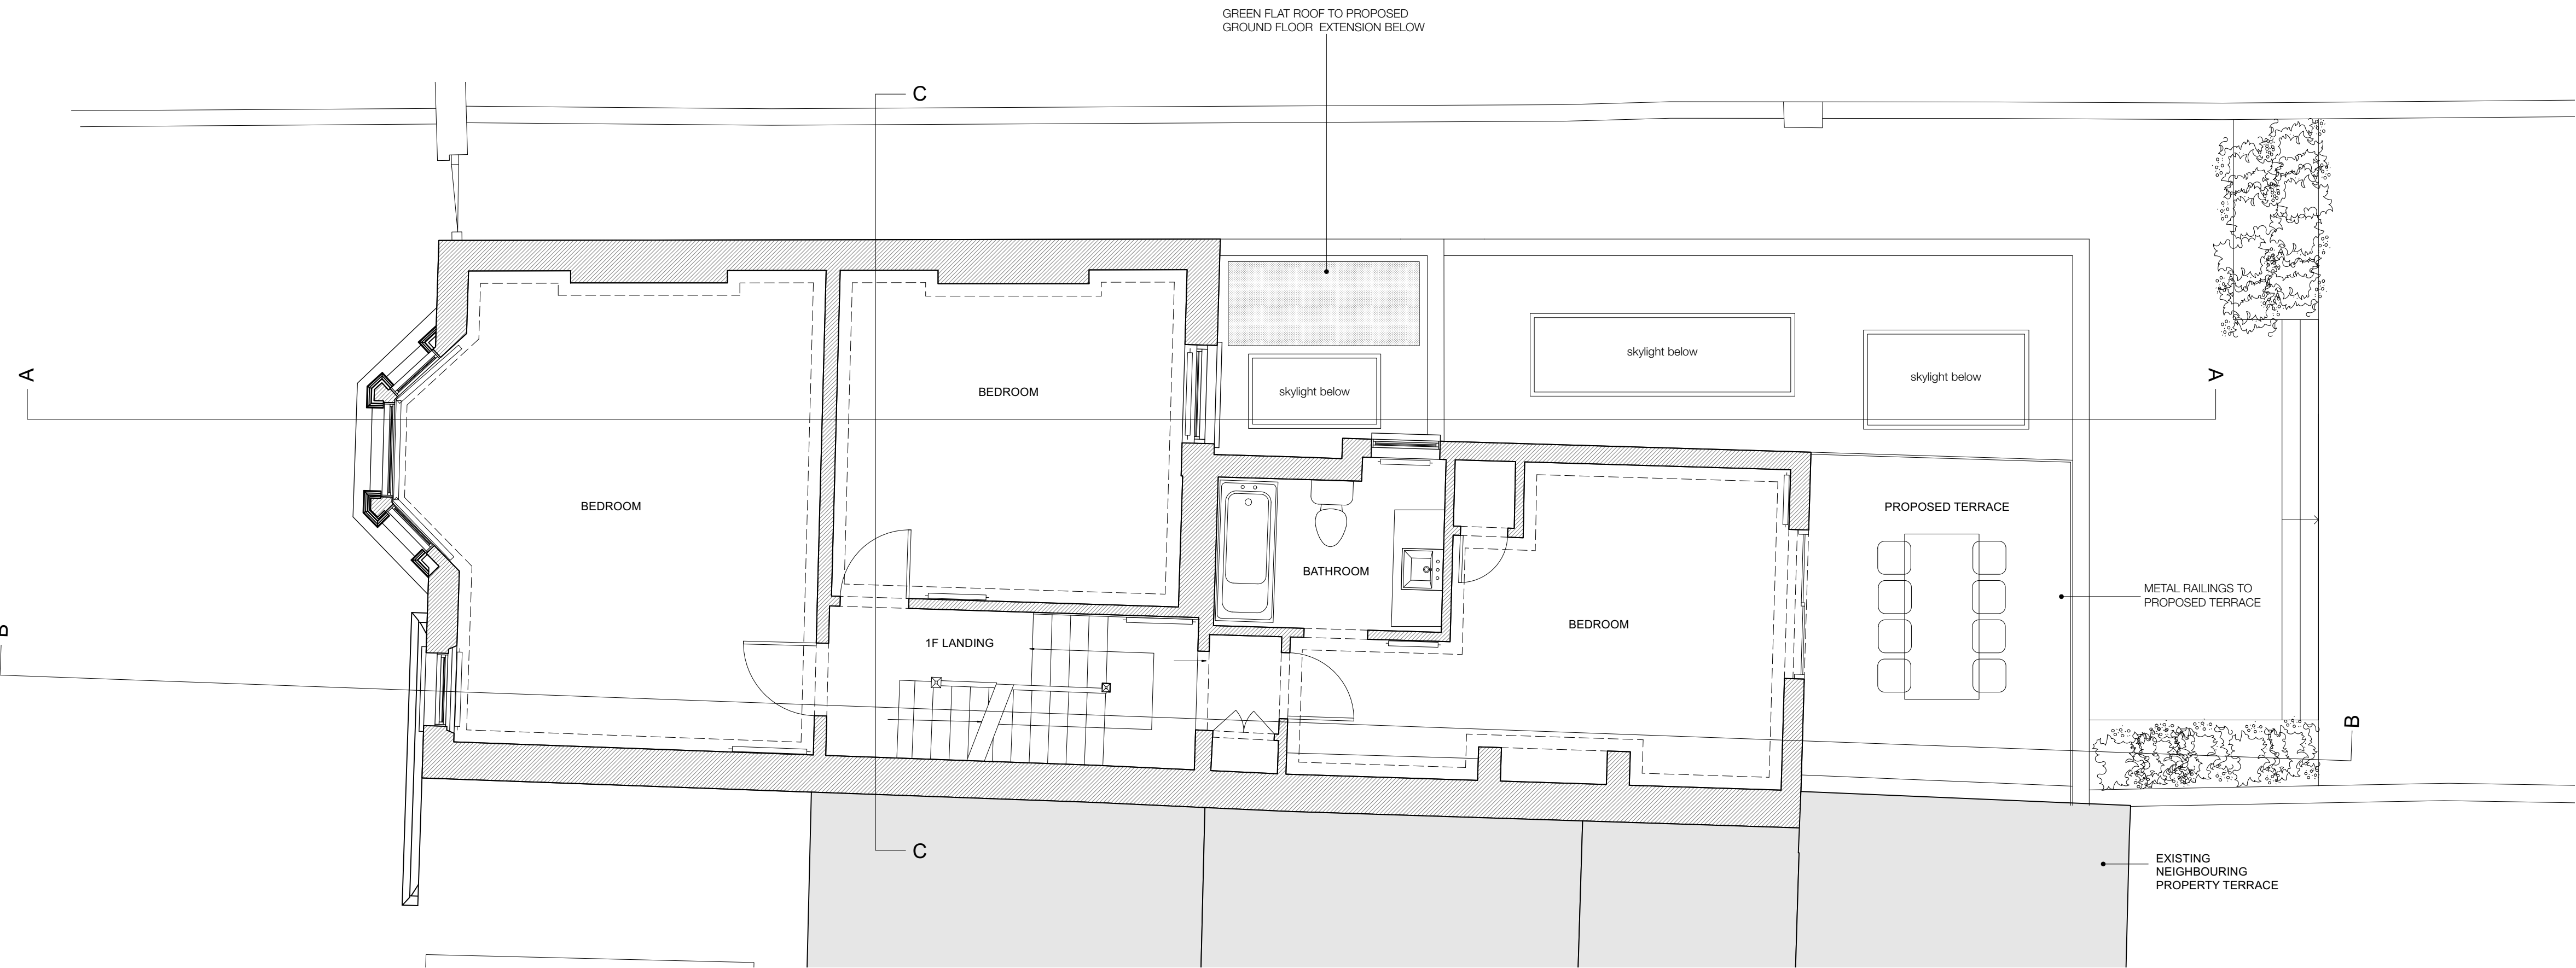 GREEN FLAT ROOF TO PROPOSED
GROUND FLOOR EXTENSION BELOW
C
A
A
skylight below
skylight below
skylight below
BEDROOM
BEDROOM
PROPOSED TERRACE
BATHROOM
METAL RAILINGS TO
PROPOSED TERRACE
BEDROOM
B
1F LANDING
B
C
EXISTING
NEIGHBOURING
PROPERTY TERRACE